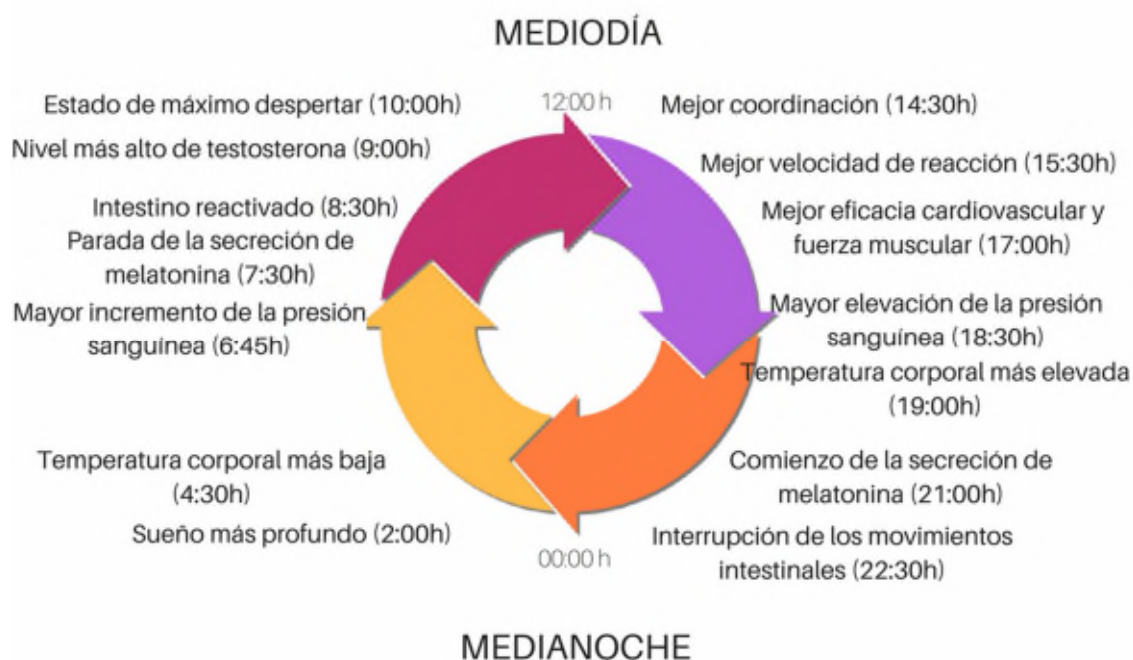 MEDIODÍA
12:00 h
Estado de máximo despertar (10:00h)
Nivel más alto de testosterona (9:00h)
Intestino reactivado (8:30h)
Parada de la secreción de
melatonina (7:30h)
Mayor incremento de la presión
sanguínea (6:45h)
Temperatura corporal más baja
(4:30h)
Sueño más profundo (2:00h)
Mejor coordinación (14:30h)
Mejor velocidad de reacción (15:30h)
Mejor eficacia cardiovascular y
fuerza muscular (17:00h)
Mayor elevación de la presión
sanguínea (18:30h)
Temperatura corporal más elevada
(19:00h)
Comienzo de la secreción de
melatonina (21:00h)
Interrupción de los movimientos
intestinales (22:30h)
00:00 h
MEDIANOCHE